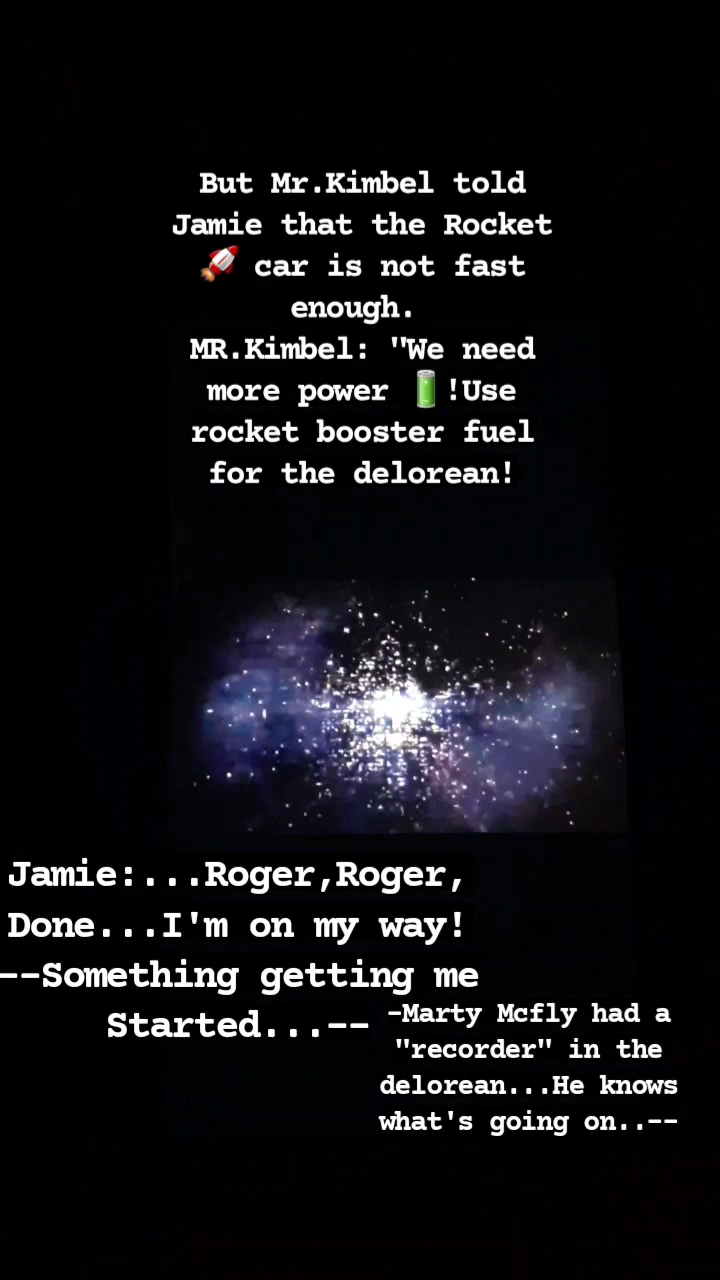 But Mr.Kimbel told
Jamie that the Rocket
🚀 car is not fast
enough.
MR.Kimbel: "We need
more power 🔋!Use
rocket booster fuel
for the delorean!
Jamie:...Roger,Roger,
Done...I'm on my way!
--Something getting me
Started...--
-Marty Mcfly had a
"recorder" in the
delorean...He knows
what's going on..--